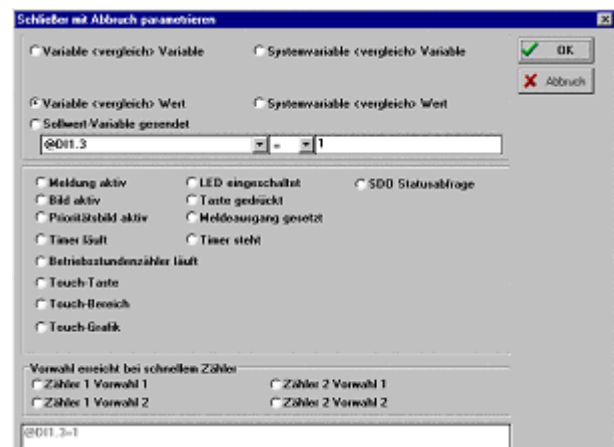 Schließer mit Abbruch parametrieren
Variable <vergleich> Variable
Systemvariable <vergleich> Variable
OK
Abbruch
Variable <vergleich> Wert
Systemvariable <vergleich> Wert
Sollwert-Variable gesendet
@DI1.3 = 1
Meldung aktiv
LED eingeschaltet
SDO Statusabfrage
Bild aktiv
Taste gedrückt
Prioritätsbild aktiv
Meldeausgang gesetzt
Timer läuft
Timer steht
Betriebsstundenzähler läuft
Touch-Taste
Touch-Bereich
Touch-Grafik
Vorwahl erreicht bei schnellem Zähler
Zähler 1 Vorwahl 1
Zähler 2 Vorwahl 1
Zähler 1 Vorwahl 2
Zähler 2 Vorwahl 2
@DI1.3=1